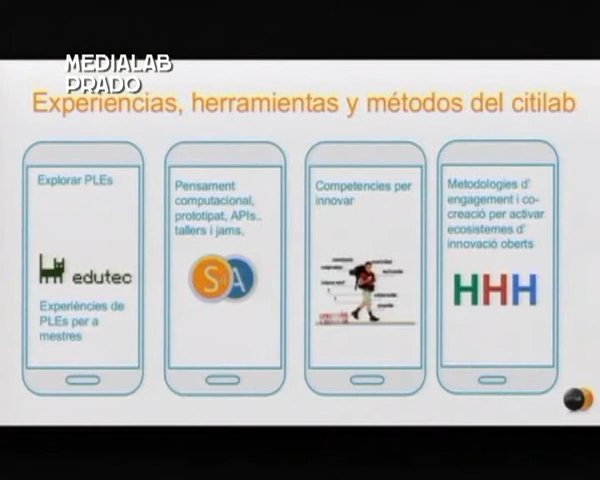 MEDIALAB
PRADO
Experiencias, herramientas y métodos del citilab
Explorar PLEs
edutec
Experiències de
PLEs per a
mestres
Pensament
computacional,
prototipat, APIs..
tallers i jams.
S4A
Competencies per
innovar
Metodologies d'
engagement i co-
creació per activar
ecosistemes d'
innovació oberts
HHH